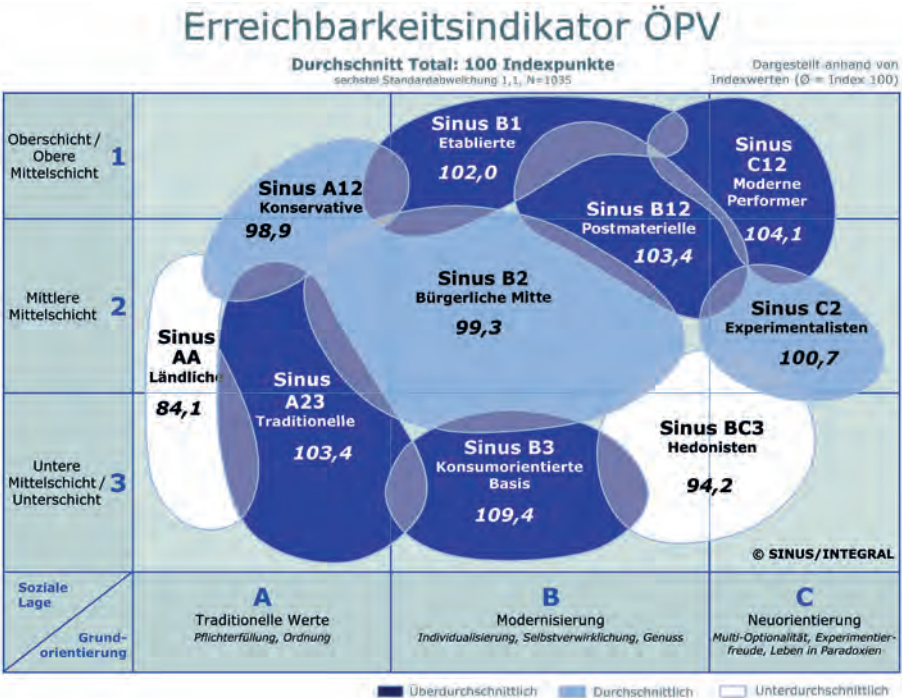 Erreichbarkeitsindikator ÖPV
Durchschnitt Total: 100 Indexpunkte
sechstel Standardabweichung 1,1, N=1035
Dargestellt anhand von
Indexwerten (Ø = Index 100)
Oberschicht /
Obere
Mittelschicht
1
Mittlere
Mittelschicht
2
Untere
Mittelschicht /
Unterschicht
3
Sinus B1
Etablierte
102,0
Sinus
C12
Moderne
Performer
104,1
Sinus A12
Konservative
98,9
Sinus B12
Postmaterielle
103,4
Sinus B2
Bürgerliche Mitte
99,3
Sinus C2
Experimentalisten
100,7
Sinus
AA
Ländliche
84,1
Sinus
A23
Traditionelle
103,4
Sinus B3
Konsumorientierte
Basis
109,4
Sinus BC3
Hedonisten
94,2
© SINUS/INTEGRAL
Soziale
Lage
Grund-
orientierung
A
Traditionelle Werte
Pflichterfüllung, Ordnung
B
Modernisierung
Individualisierung, Selbstverwirklichung, Genuss
C
Neuorientierung
Multi-Optionalität, Experimentier-
freude, Leben in Paradoxien
Überdurchschnittlich
Durchschnittlich
Unterdurchschnittlich